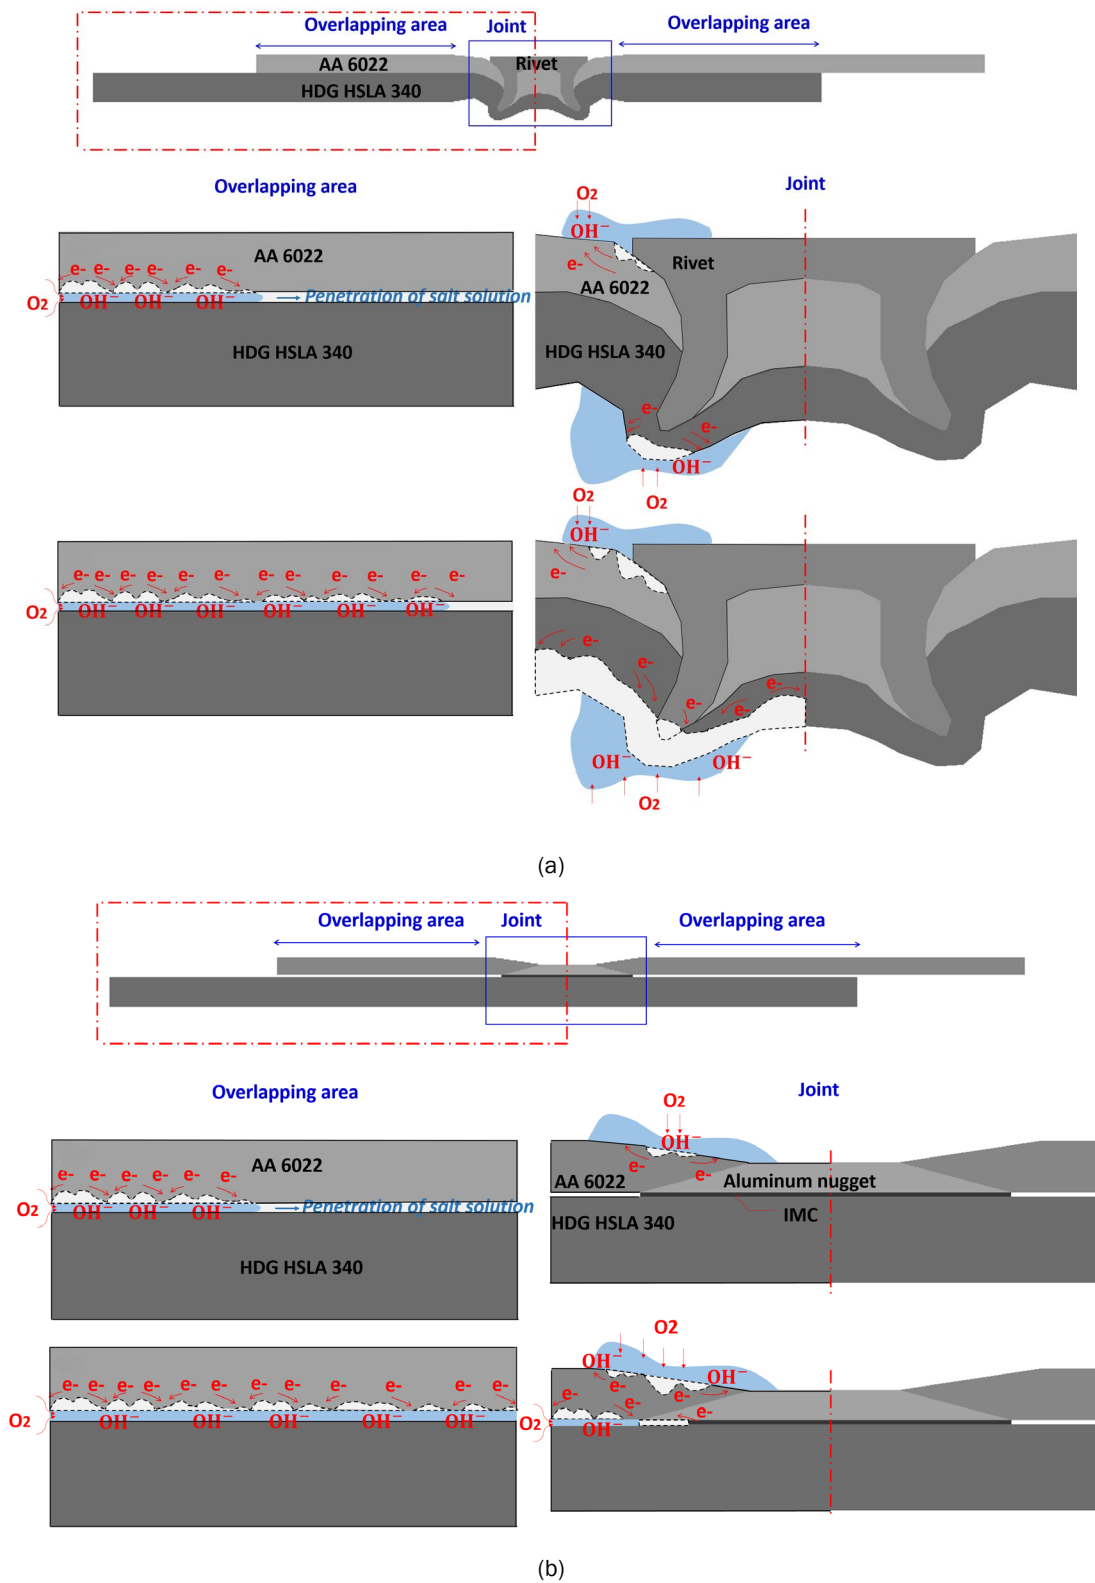 Overlapping area Joint Overlapping area
AA 6022 Rivet
HDG HSLA 340
Overlapping area Joint
O2
OH−
e- e- e- e- AA 6022 e- Rivet
O2 OH− OH− OH− Penetration of salt solution AA 6022
HDG HSLA 340 HDG HSLA 340
e- e-
OH−
O2 O2
O2
OH−
e- e- e- e- e- e- e- e- e-
O2 OH− OH− OH− OH− OH− OH−
e- e- e- e-
OH− OH−
O2
(a)
Overlapping area Joint Overlapping area
Overlapping area Joint
O2
OH−
e- e- e- e- AA 6022 e- e-
O2 OH− OH− OH− Penetration of salt solution
AA 6022 Aluminum nugget
IMC
HDG HSLA 340 HDG HSLA 340
O2
OH− OH−
e- e- e- e- e- e- e- e- e- e- e- e- e-
O2 OH− OH− OH− OH− OH− O2 OH−
e-
(b)